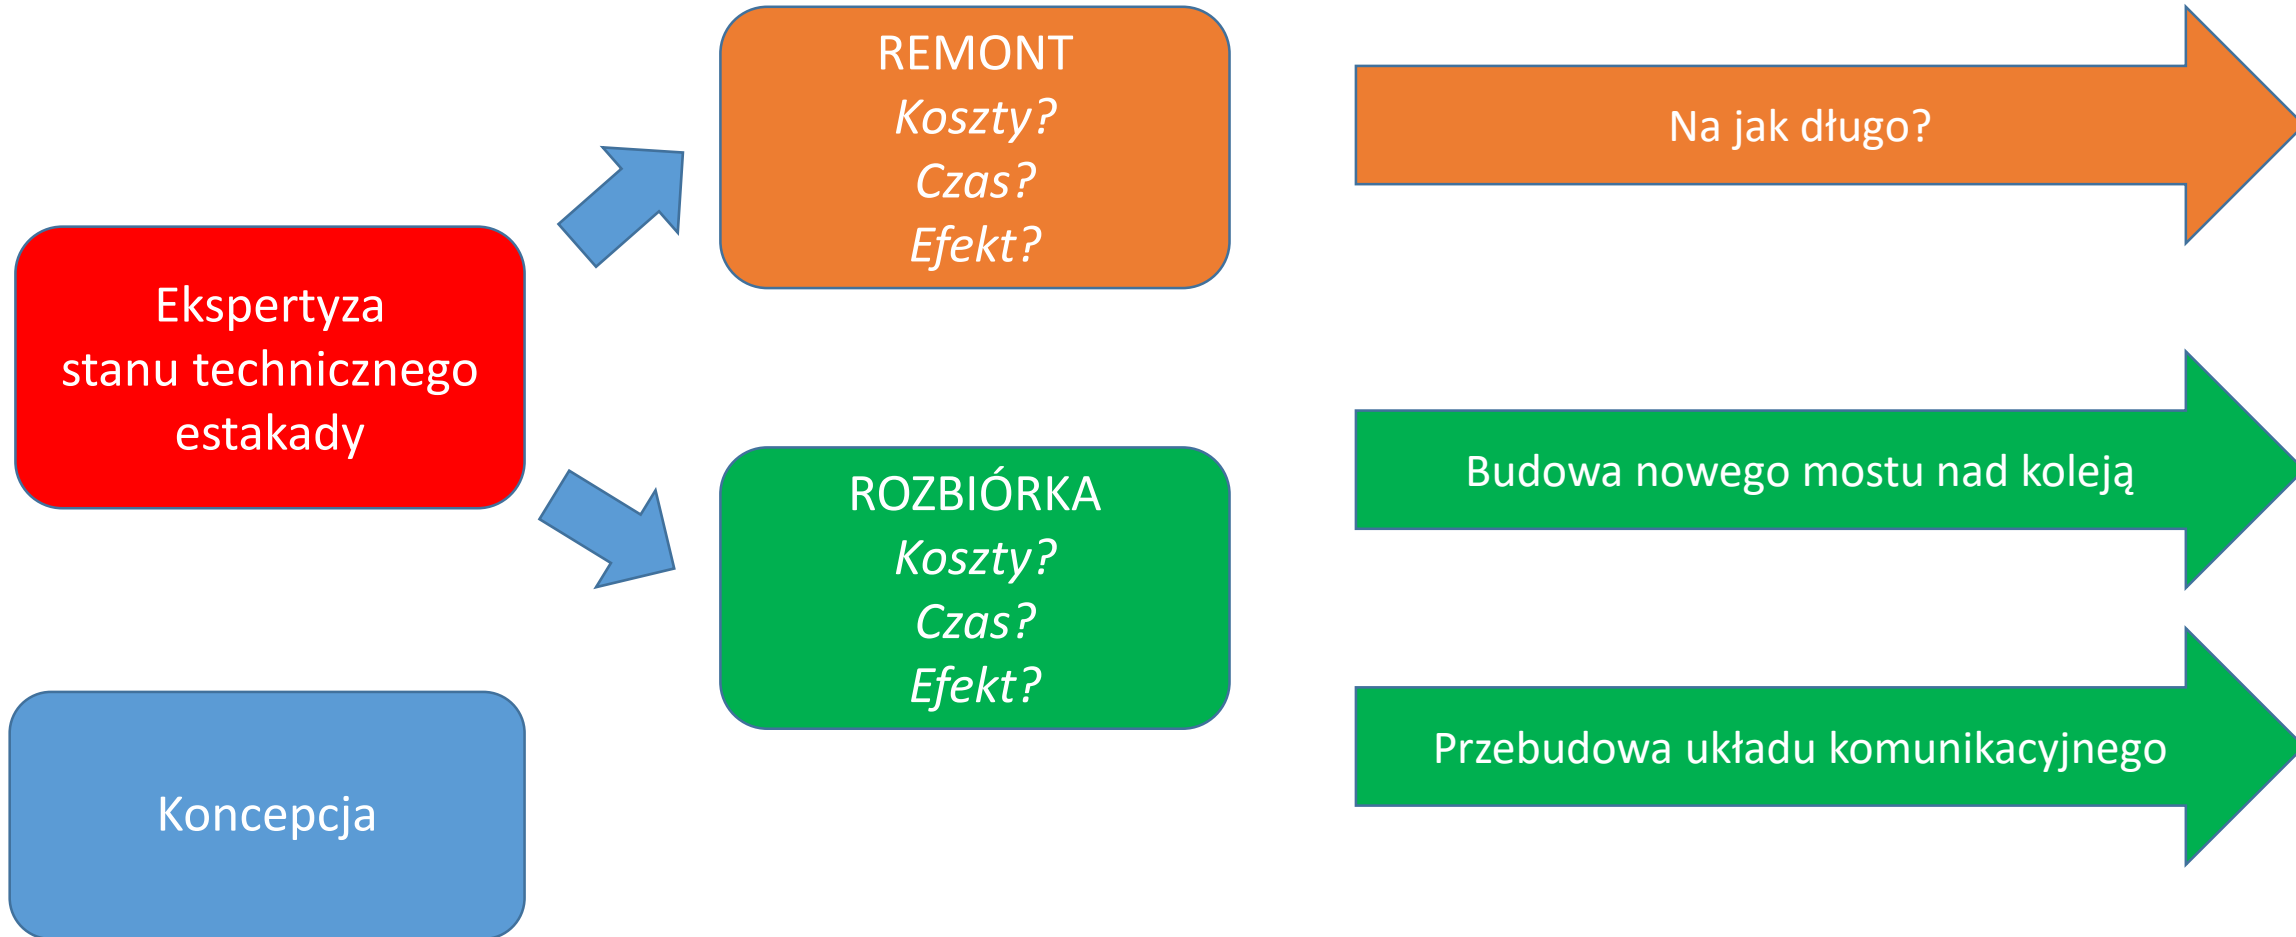 Ekspertyza
stanu technicznego
estakady
REMONT
Koszty?
Czas?
Efekt?
Na jak długo?
ROZBIÓRKA
Koszty?
Czas?
Efekt?
Budowa nowego mostu nad koleją
Przebudowa układu komunikacyjnego
Koncepcja